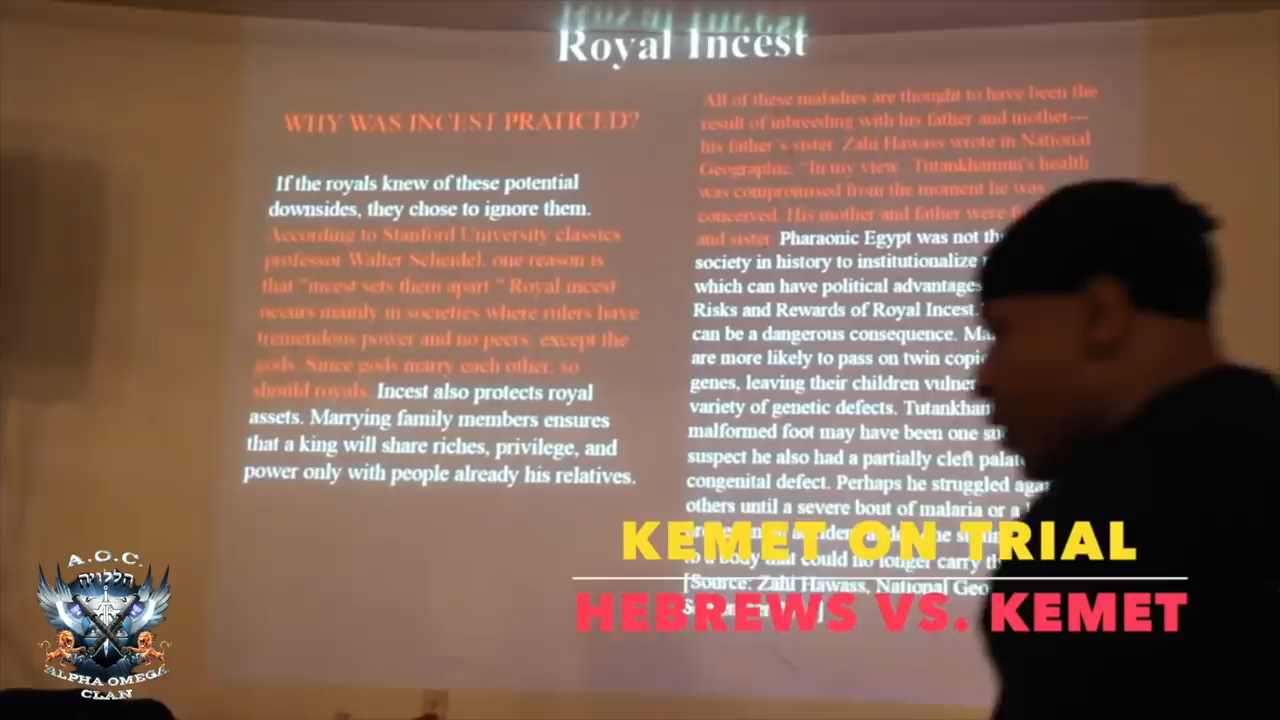 Royal Incest
WHY WAS INCEST PRATICED?
If the royals knew of these potential
downsides, they chose to ignore them.
According to Stanford University classics
professor Walter Scheidel, one reason is
that "incest sets them apart." Royal incest
occurs mainly in societies where rulers have
tremendous power and no peers, except the
gods. Since gods marry each other, so
should royals. Incest also protects royal
assets. Marrying family members ensures
that a king will share riches, privilege, and
power only with people already his relatives.
All of these maladies are thought to have been the
result of inbreeding with his father and mother---
his father's sister. Zahi Hawass wrote in National
Geographic, "In my view, Tutankhamun's health
was compromised from the moment he was
conceived. His mother and father were
and sister. Pharaonic Egypt was not
society in history to institutionalize
which can have political advantages
Risks and Rewards of Royal Incest.
can be a dangerous consequence.
are more likely to pass on twin
genes, leaving their children
variety of genetic defects.
malformed foot may have been one
suspect he also had a partially cleft
congenital defect. Perhaps he struggled
others until a severe bout of malaria or a
to a body that could no longer carry
[Source: Zahi Hawass, National
KEMET ON TRIAL
HEBREWS VS. KEMET
A.O.C.
הללויה
ALPHA OMEGA
CLAN